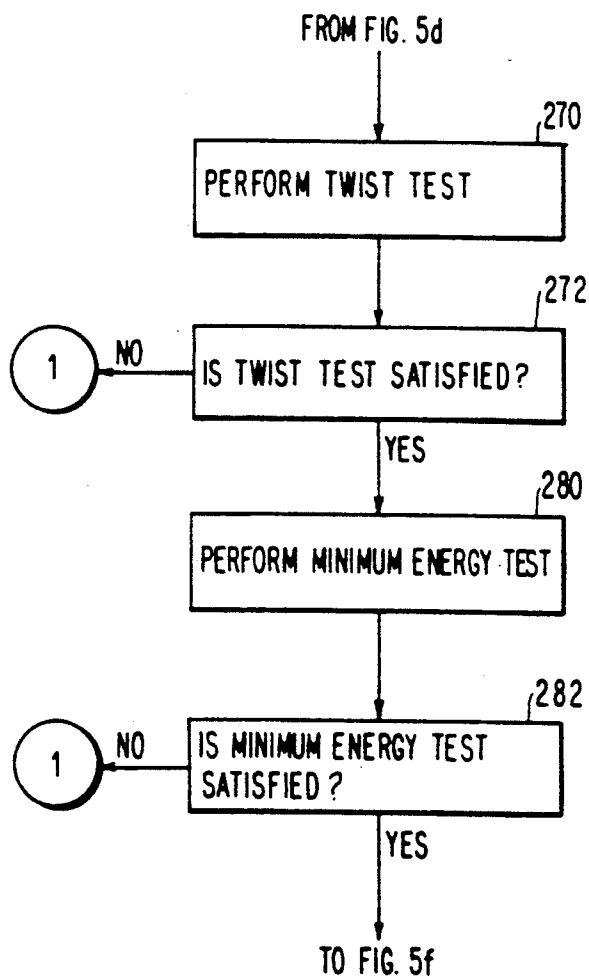 FROM FIG. 5d
270
PERFORM TWIST TEST
272
1
NO
IS TWIST TEST SATISFIED?
YES
280
PERFORM MINIMUM ENERGY TEST
282
1
NO
IS MINIMUM ENERGY TEST
SATISFIED?
YES
TO FIG. 5f